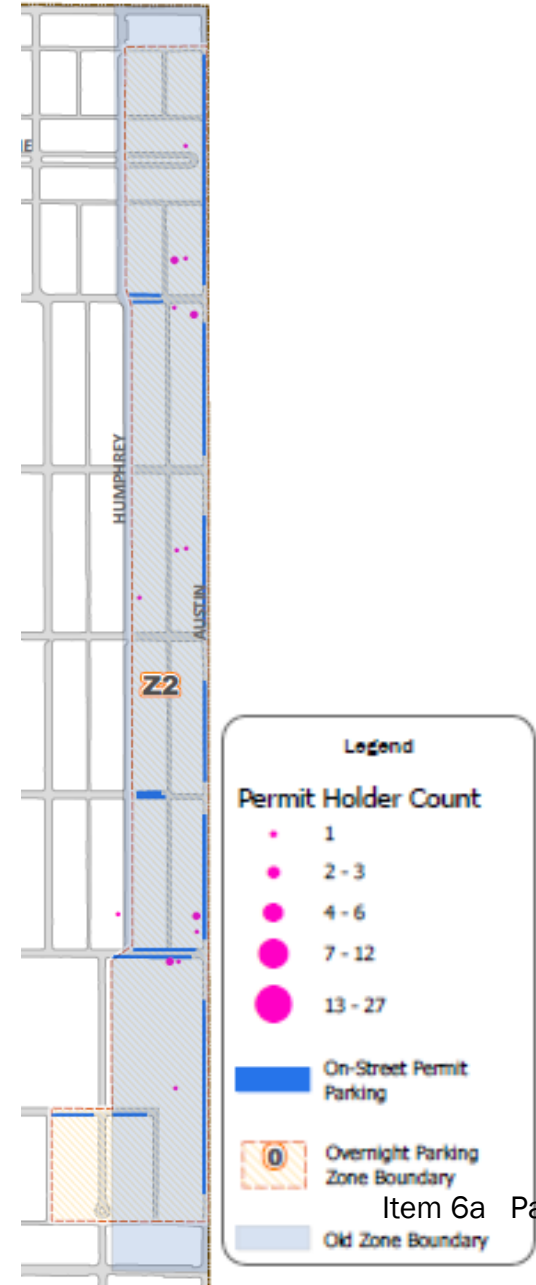 E
HUMPHREY
AUSTIN
Z2
Legend
Permit Holder Count
1
2 - 3
4 - 6
7 - 12
13 - 27
On-Street Permit
Parking
0
Overnight Parking
Zone Boundary
Item 6a Pa
Old Zone Boundary